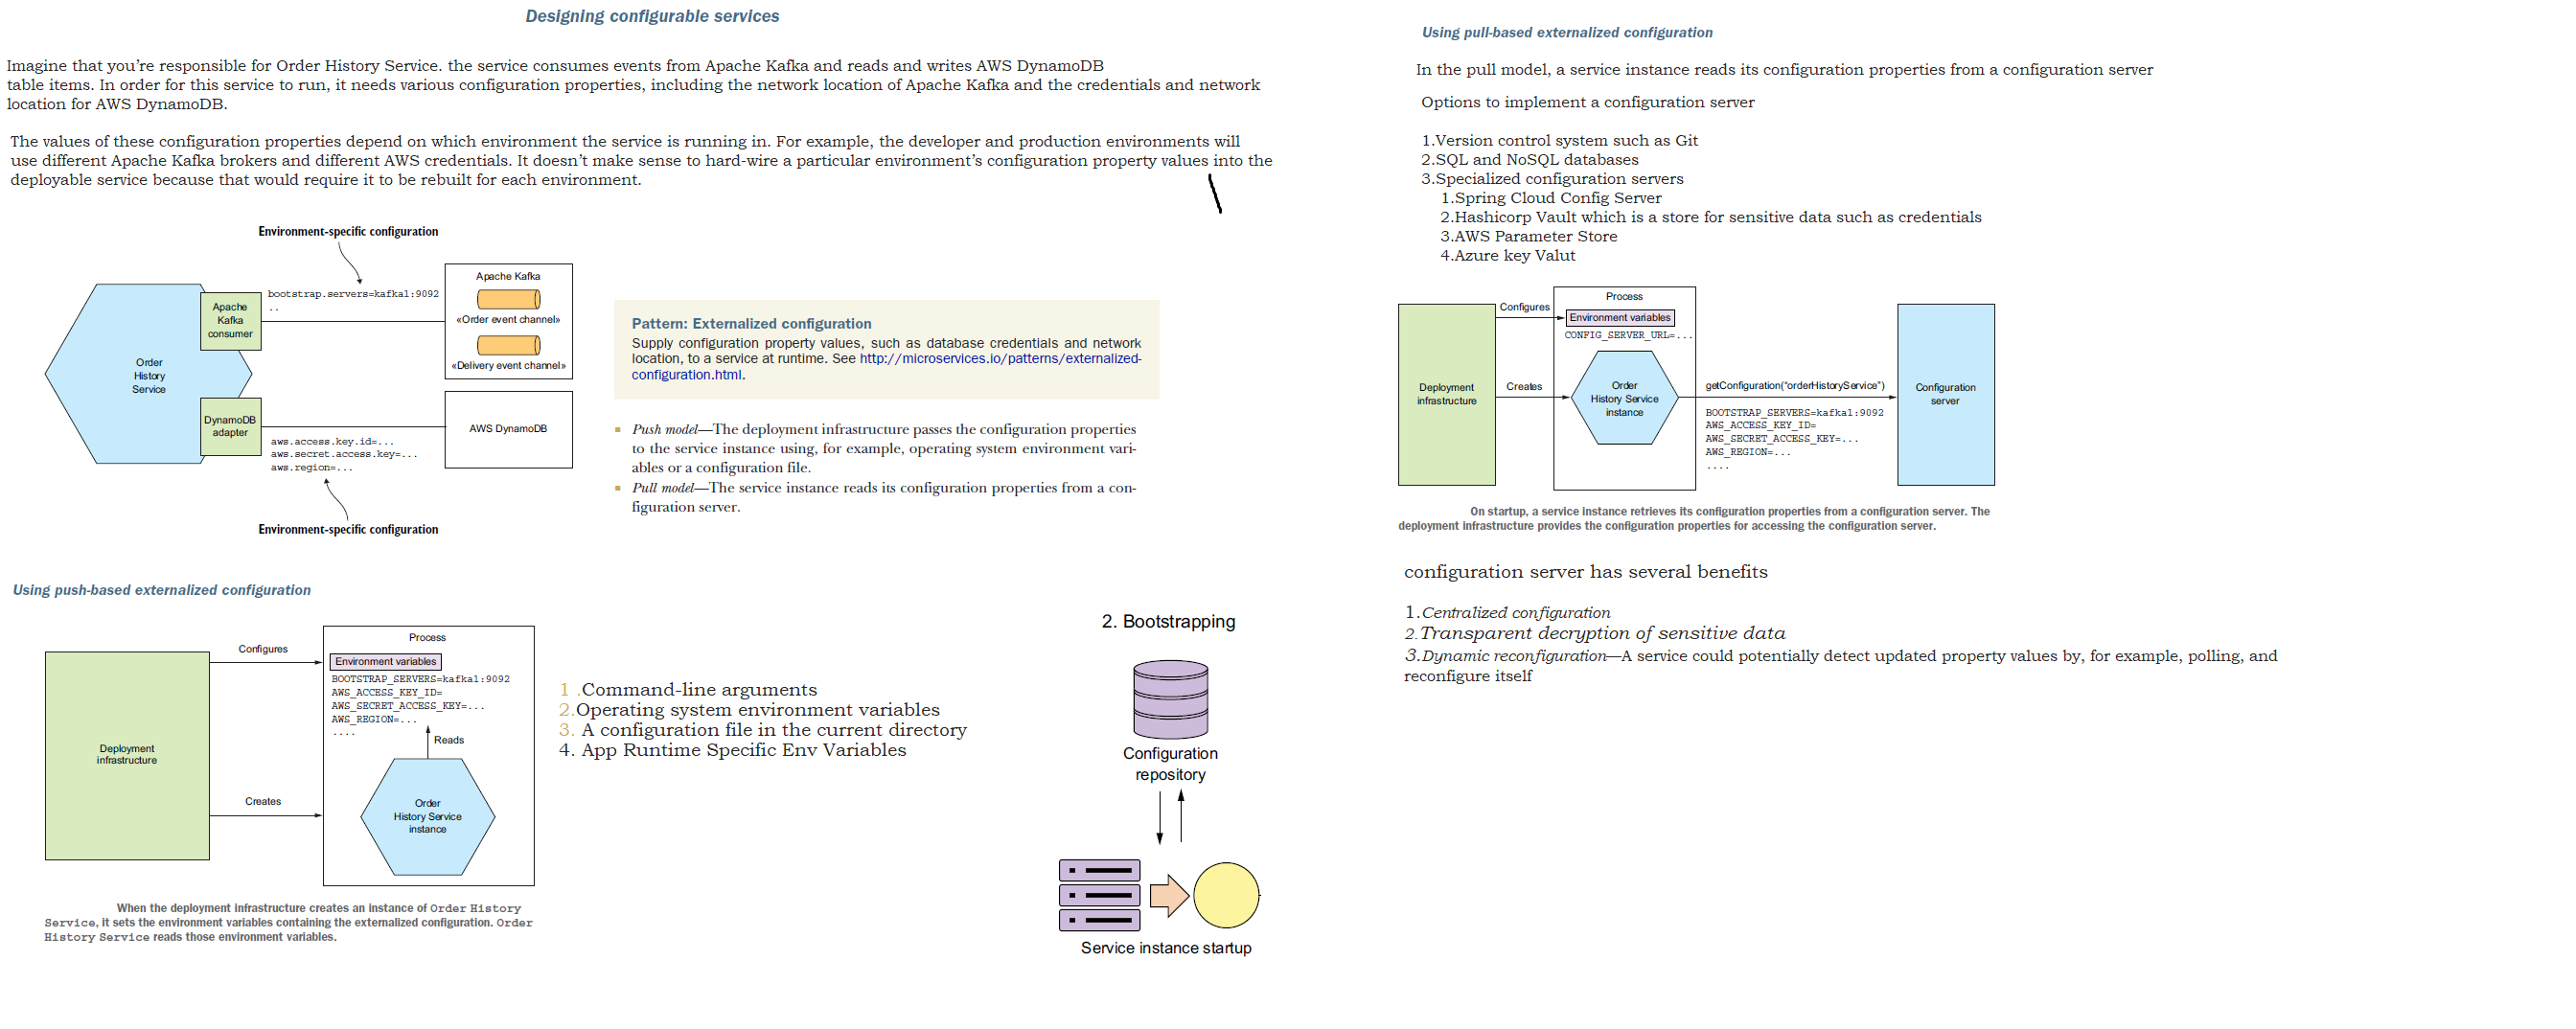 Designing configurable services
Imagine that you're responsible for Order History Service. the service consumes events from Apache Kafka and reads and writes AWS DynamoDB
table items. In order for this service to run, it needs various configuration properties, including the network location of Apache Kafka and the credentials and network
location for AWS DynamoDB.
The values of these configuration properties depend on which environment the service is running in. For example, the developer and production environments will
use different Apache Kafka brokers and different AWS credentials. It doesn't make sense to hard-wire a particular environment's configuration property values into the
deployable service because that would require it to be rebuilt for each environment.
Environment-specific configuration
bootstrap.servers=kafka1:9092
..
Apache
Kafka
consumer
Order
History
Service
DynamoDB
adapter
Apache Kafka
«Order event channel»
«Delivery event channel»
AWS DynamoDB
aws.access.key.id=...
aws.secret.access.key=...
aws.region=...
Environment-specific configuration
Pattern: Externalized configuration
Supply configuration property values, such as database credentials and network
location, to a service at runtime. See http://microservices.io/patterns/externalized-
configuration.html.
▪ Push model—The deployment infrastructure passes the configuration properties
to the service instance using, for example, operating system environment vari-
ables or a configuration file.
▪ Pull model—The service instance reads its configuration properties from a con-
figuration server.
Using push-based externalized configuration
Deployment
infrastructure
Configures
Creates
Process
Environment variables
BOOTSTRAP_SERVERS=kafka1:9092
AWS_ACCESS_KEY_ID=
AWS_SECRET_ACCESS_KEY=...
AWS_REGION=...
....
Reads
Order
History Service
instance
When the deployment infrastructure creates an instance of Order History
Service, it sets the environment variables containing the externalized configuration. Order
History Service reads those environment variables.
1 .Command-line arguments
2.Operating system environment variables
3. A configuration file in the current directory
4. App Runtime Specific Env Variables
2. Bootstrapping
Configuration
repository
Service instance startup
Using pull-based externalized configuration
In the pull model, a service instance reads its configuration properties from a configuration server
Options to implement a configuration server
1.Version control system such as Git
2.SQL and NoSQL databases
3.Specialized configuration servers
1.Spring Cloud Config Server
2.Hashicorp Vault which is a store for sensitive data such as credentials
3.AWS Parameter Store
4.Azure key Valut
Deployment
infrastructure
Configures
Creates
Process
Environment variables
CONFIG_SERVER_URL=...
Order
History Service
instance
getConfiguration("orderHistoryService")
BOOTSTRAP_SERVERS=kafka1:9092
AWS_ACCESS_KEY_ID=
AWS_SECRET_ACCESS_KEY=...
AWS_REGION=...
....
Configuration
server
On startup, a service instance retrieves its configuration properties from a configuration server. The
deployment infrastructure provides the configuration properties for accessing the configuration server.
configuration server has several benefits
1.Centralized configuration
2.Transparent decryption of sensitive data
3.Dynamic reconfiguration—A service could potentially detect updated property values by, for example, polling, and
reconfigure itself